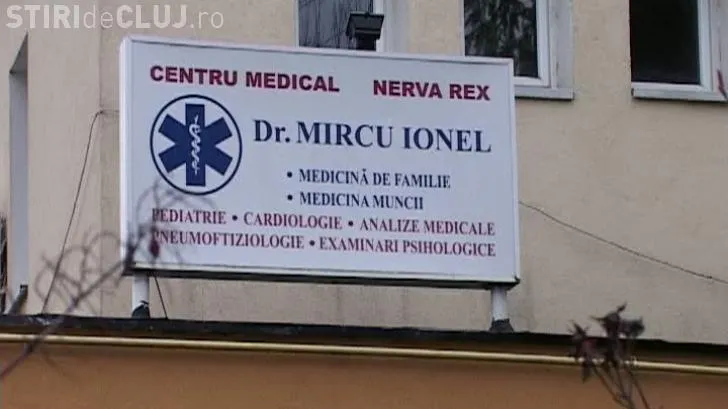 STIRIdeCLUJ.ro
CENTRU MEDICAL NERVA REX
Dr. MIRCU IONEL
• MEDICINĂ DE FAMILIE
• MEDICINA MUNCII
PEDIATRIE • CARDIOLOGIE • ANALIZE MEDICALE
PNEUMOFTIZIOLOGIE • EXAMINARI PSIHOLOGICE